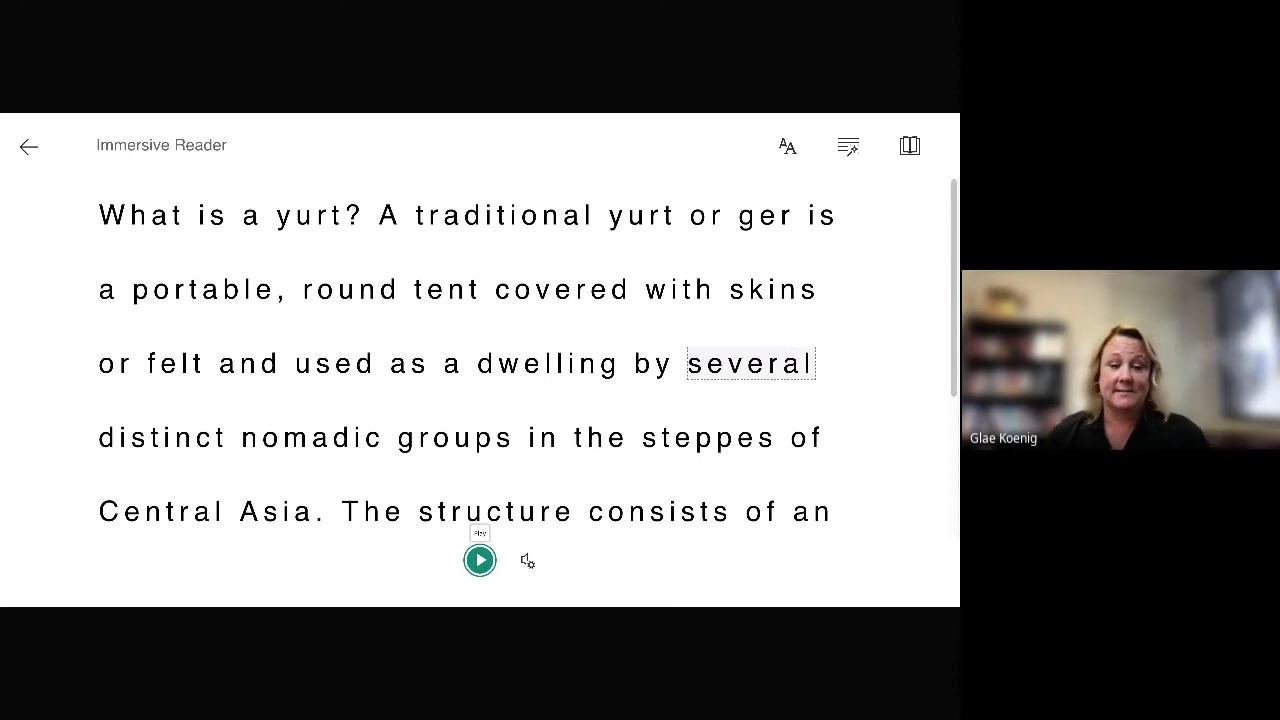 Immersive Reader
What is a yurt? A traditional yurt or ger is
a portable, round tent covered with skins
or felt and used as a dwelling by several
distinct nomadic groups in the steppes of
Central Asia. The structure consists of an
Play
Glae Koenig